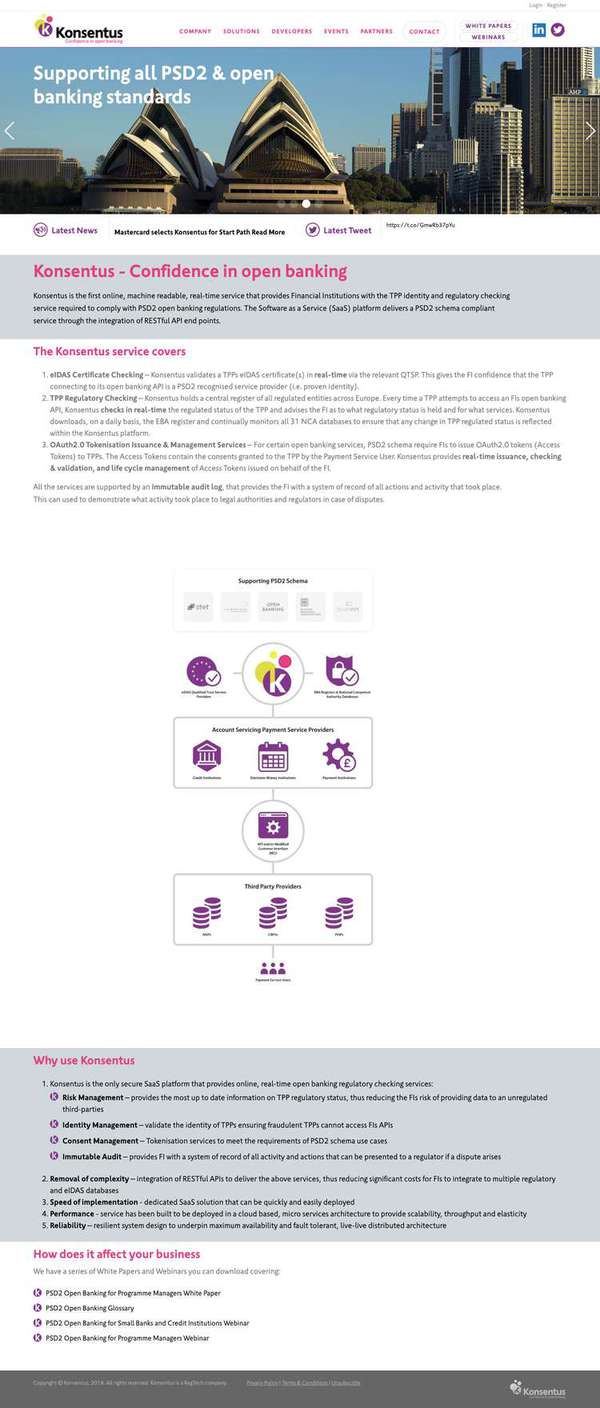 Login Register
Konsentus
Confidence in open banking
COMPANY SOLUTIONS DEVELOPERS EVENTS PARTNERS CONTACT
WHITE PAPERS
WEBINARS
Supporting all PSD2 & open
banking standards
AMP
Latest News Mastercard selects Konsentus for Start Path Read More Latest Tweet https://t.co/GmwRb37pYu
Konsentus - Confidence in open banking
Konsentus is the first online, machine readable, real-time service that provides Financial Institutions with the TPP identity and regulatory checking
service required to comply with PSD2 open banking regulations. The Software as a Service (SaaS) platform delivers a PSD2 schema compliant
service through the integration of RESTful API end points.
The Konsentus service covers
1. eIDAS Certificate Checking – Konsentus validates a TPPs eIDAS certificate(s) in real-time via the relevant QTSP. This gives the FI confidence that the TPP
connecting to its open banking API is a PSD2 recognised service provider (i.e. proven identity).
2. TPP Regulatory Checking – Konsentus holds a central register of all regulated entities across Europe. Every time a TPP attempts to access an FIs open banking
API, Konsentus checks in real-time the regulated status of the TPP and advises the FI as to what regulatory status is held and for what services. Konsentus
downloads, on a daily basis, the EBA register and continually monitors all 31 NCA databases to ensure that any change in TPP regulated status is reflected
within the Konsentus platform.
3. OAuth2.0 Tokenisation Issuance & Management Services – For certain open banking services, PSD2 schema require FIs to issue OAuth2.0 tokens (Access
Tokens) to TPPs. The Access Tokens contain the consents granted to the TPP by the Payment Service User. Konsentus provides real-time issuance, checking
& validation, and life cycle management of Access Tokens issued on behalf of the FI.
All the services are supported by an immutable audit log, that provides the FI with a system of record of all actions and activity that took place.
This can used to demonstrate what activity took place to legal authorities and regulators in case of disputes.
Supporting PSD2 Schema
stet
OPEN
BANKING
eIDAS Qualified Trust Service
Providers
EBA Registers & National Competent
Authority Databases
Account Servicing Payment Service Providers
Credit Institutions Electronic Money Institutions Payment Institutions
API and/or Modified
Customer Interface
(MCI)
Third Party Providers
AISPs CBPIIs PISPs
Payment Service Users
Why use Konsentus
1. Konsentus is the only secure SaaS platform that provides online, real-time open banking regulatory checking services:
Risk Management – provides the most up to date information on TPP regulatory status, thus reducing the FIs risk of providing data to an unregulated
third-parties
Identity Management – validate the identity of TPPs ensuring fraudulent TPPs cannot access FIs APIs
Consent Management – Tokenisation services to meet the requirements of PSD2 schema use cases
Immutable Audit – provides FI with a system of record of all activity and actions that can be presented to a regulator if a dispute arises
2. Removal of complexity – integration of RESTful APIs to deliver the above services, thus reducing significant costs for FIs to integrate to multiple regulatory
and eIDAS databases
3. Speed of implementation - dedicated SaaS solution that can be quickly and easily deployed
4. Performance - service has been built to be deployed in a cloud based, micro services architecture to provide scalability, throughput and elasticity
5. Reliability – resilient system design to underpin maximum availability and fault tolerant, live-live distributed architecture
How does it affect your business
We have a series of White Papers and Webinars you can download covering:
PSD2 Open Banking for Programme Managers White Paper
PSD2 Open Banking Glossary
PSD2 Open Banking for Small Banks and Credit Institutions Webinar
PSD2 Open Banking for Programme Managers Webinar
Copyright © Konsentus, 2018. All rights reserved. Konsentus is a RegTech company. Privacy Policy | Terms & Conditions | Unsubscribe
Konsentus